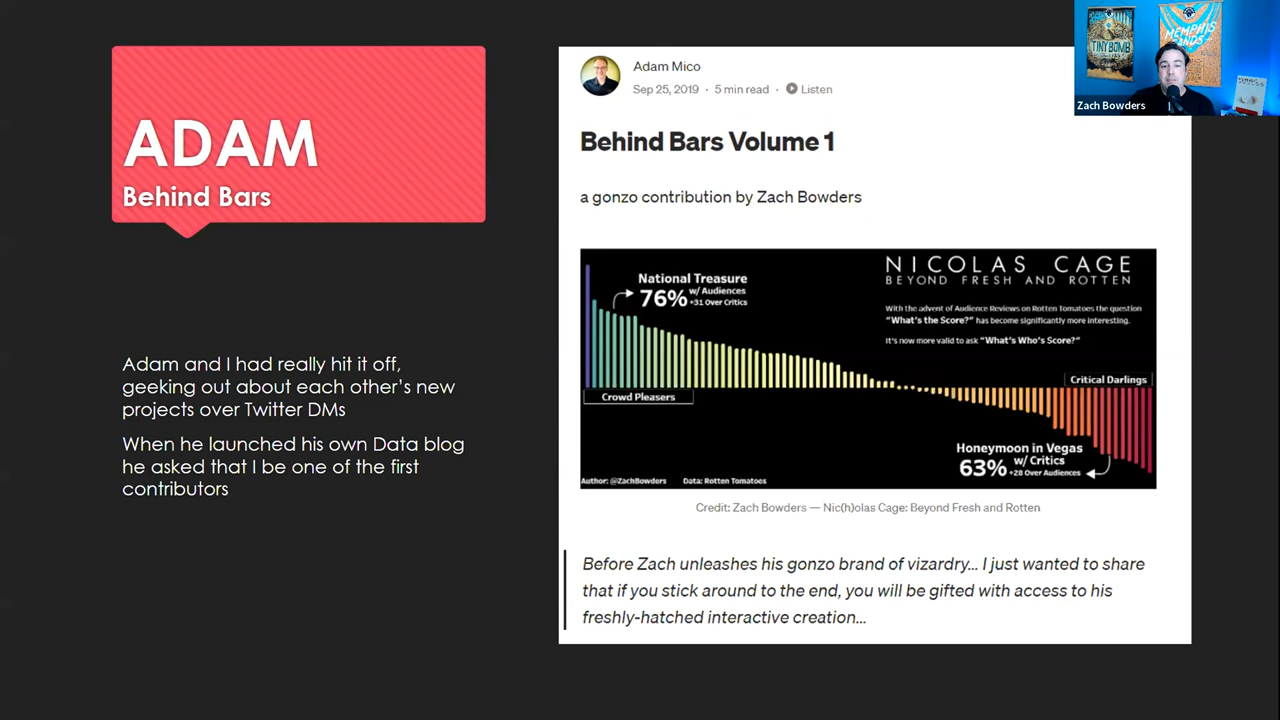 ADAM
Behind Bars
Adam and I had really hit it off,
geeking out about each other's new
projects over Twitter DMs
When he launched his own Data blog
he asked that I be one of the first
contributors
Adam Mico
Sep 25, 2019 · 5 min read · Listen
Behind Bars Volume 1
a gonzo contribution by Zach Bowders
National Treasure
76% w/ Audiences
+31 Over Critics
NICOLAS CAGE
BEYOND FRESH AND ROTTEN
With the advent of Audience Reviews on Rotten Tomatoes the question
"What's the Score?" has become significantly more interesting.
It's now more valid to ask "What's Who's Score?"
Crowd Pleasers
Critical Darlings
Honeymoon in Vegas
63% w/ Critics
+28 Over Audiences
Author: @ZachBowders Data: Rotten Tomatoes
Credit: Zach Bowders — Nic(h)olas Cage: Beyond Fresh and Rotten
Before Zach unleashes his gonzo brand of vizardry... I just wanted to share
that if you stick around to the end, you will be gifted with access to his
freshly-hatched interactive creation...
TINY BOMB
MEMPHIS
Zach Bowders